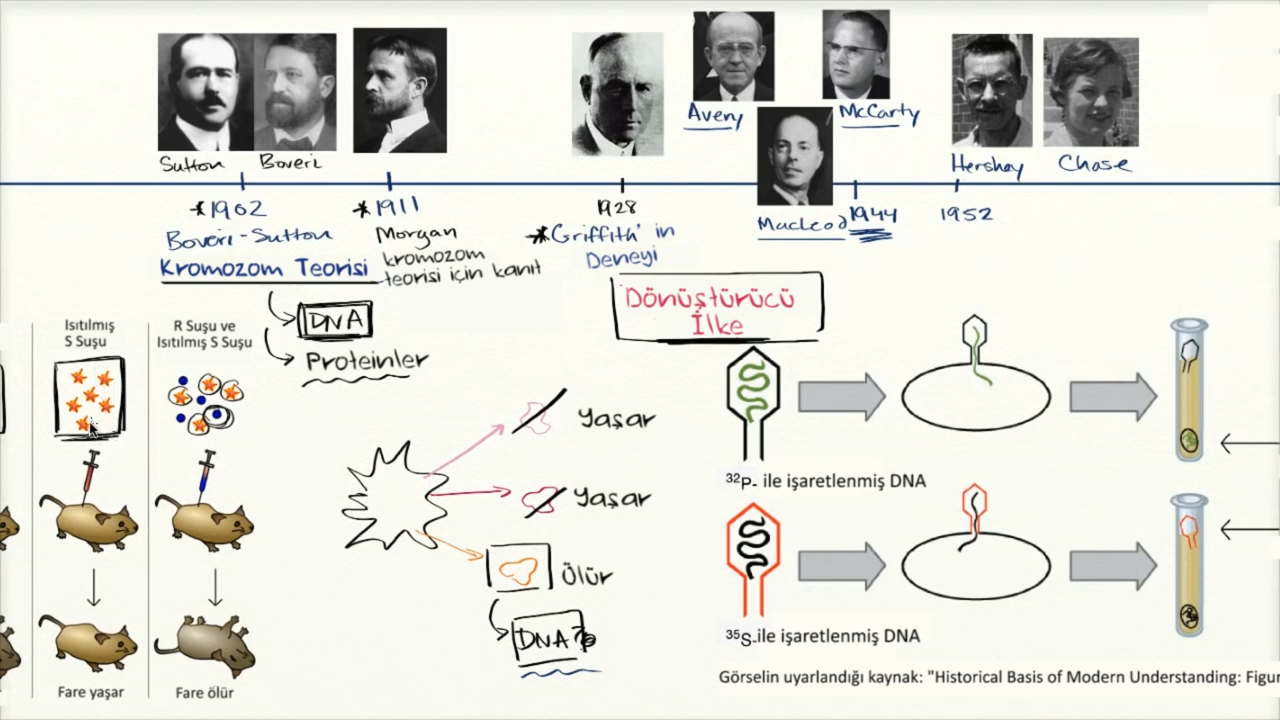 Sutton
Boveri
Avery
McCarty
MacLeod
Hershay
Chase
*1902
*1911
1928
1944
1952
Boveri-Sutton
Kromozom Teorisi
Morgan
kromozom
teorisi için kanıt
*Griffith' in
Deneyi
DNA
Proteinler
Dönüştürücü
İlke
Isıtılmış
S Suşu
R Suşu ve
Isıtılmış S Suşu
Fare yaşar
Fare ölür
Yaşar
Yaşar
Ölür
DNA?
32P- ile işaretlenmiş DNA
35S-ile işaretlenmiş DNA
Görselin uyarlandığı kaynak: "Historical Basis of Modern Understanding: Figur